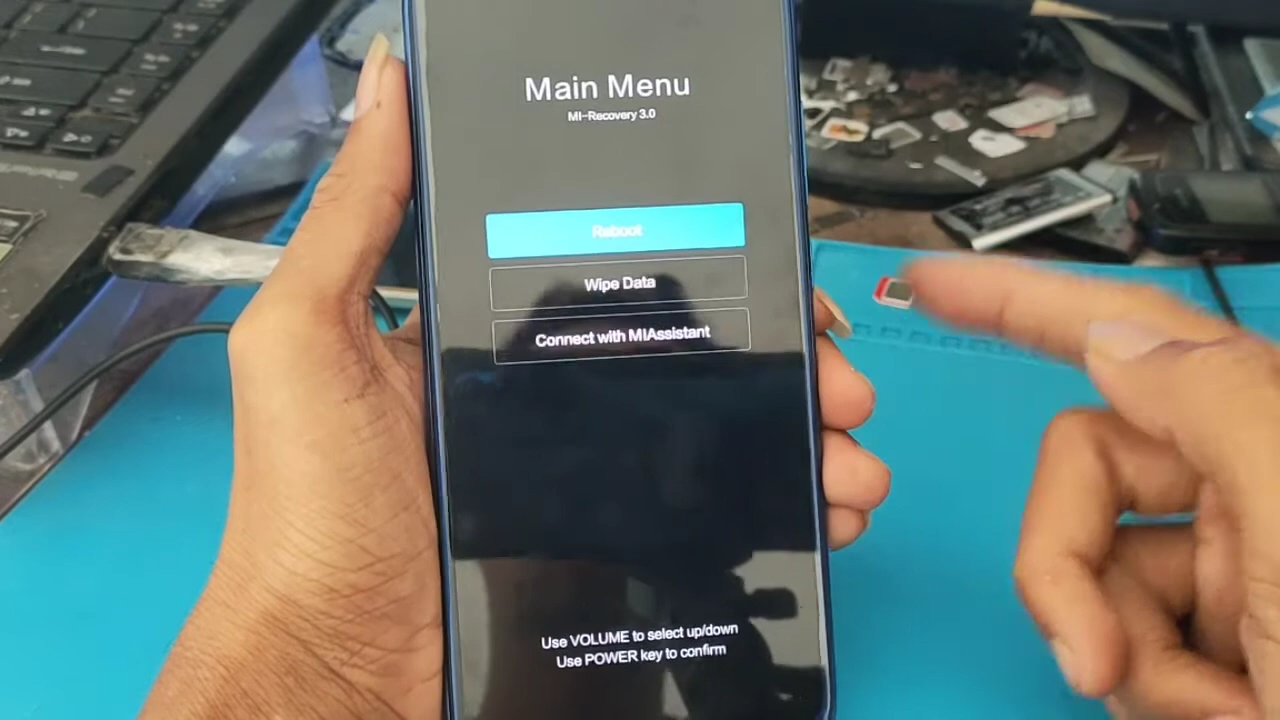 Main Menu
MI-Recovery 3.0
Reboot
Wipe Data
Connect with MIAssistant
Use VOLUME to select up/down
Use POWER key to confirm